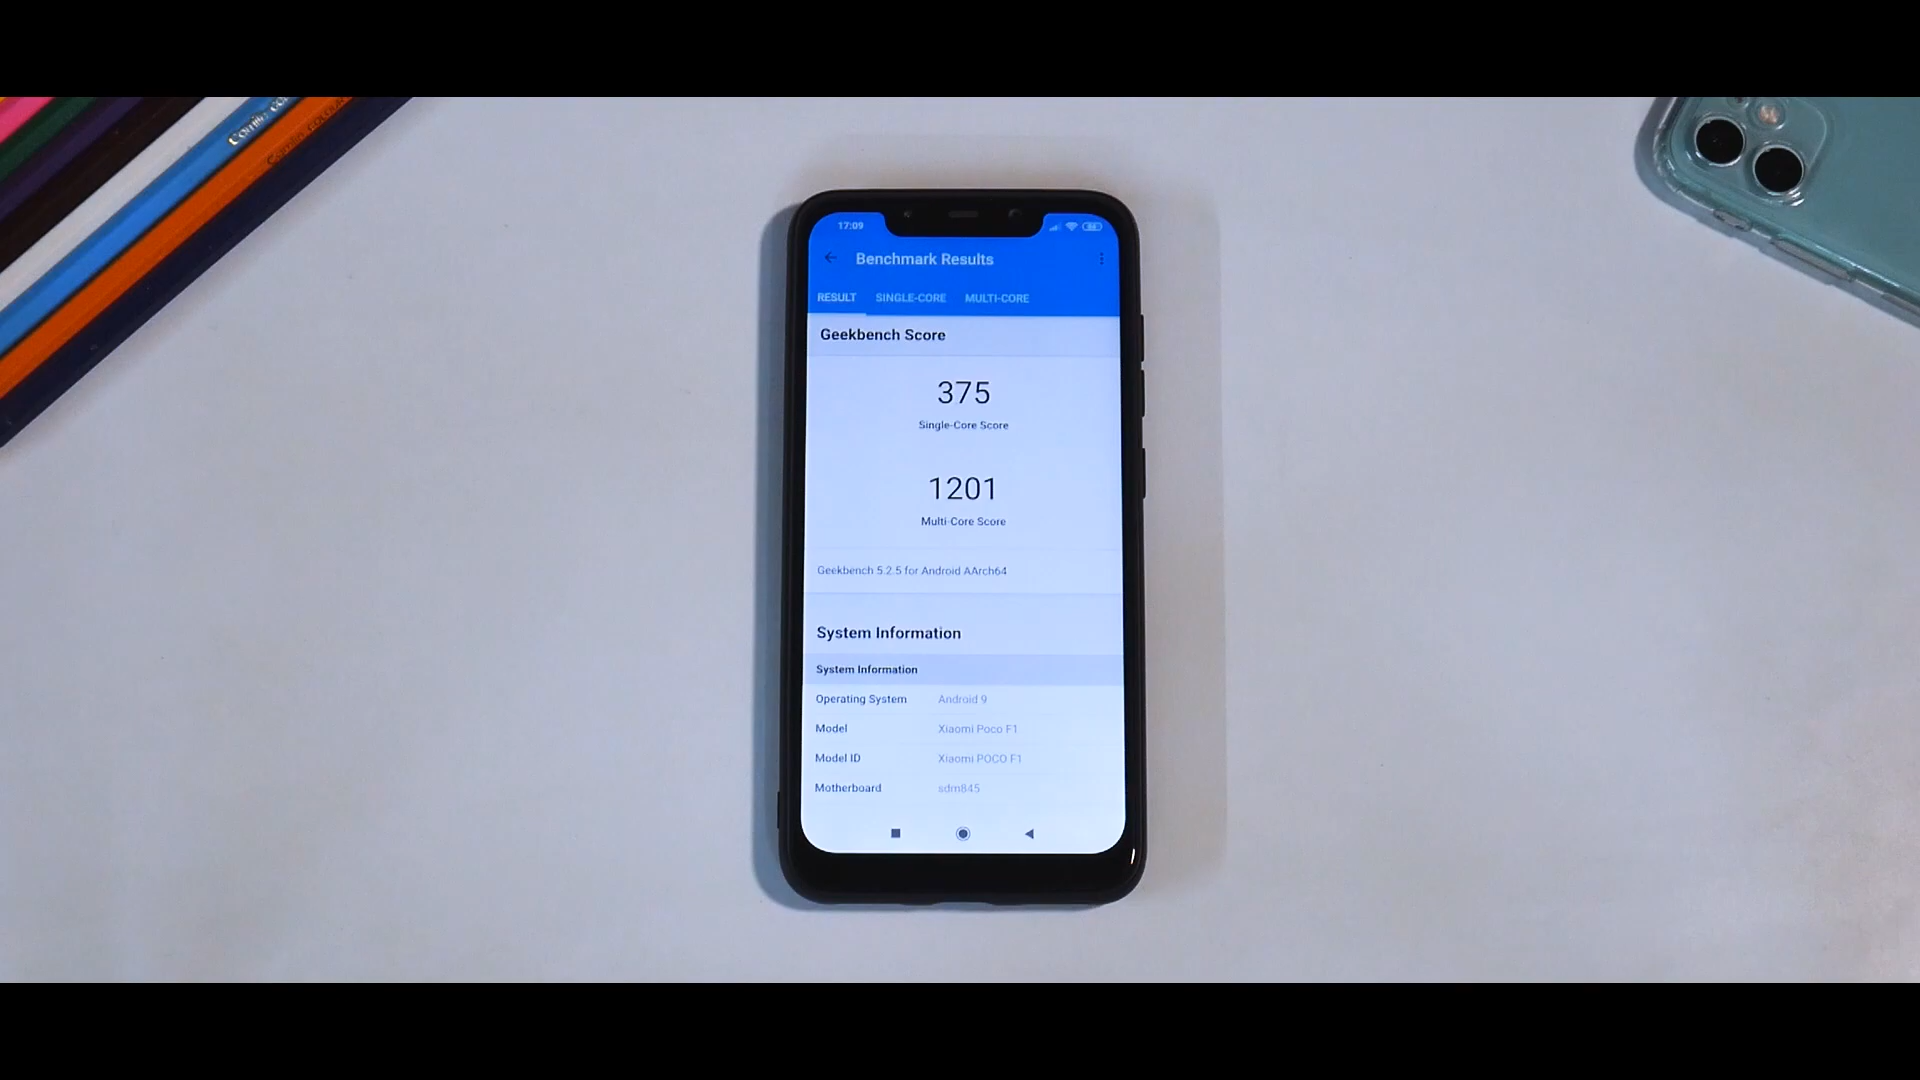 17:09
Benchmark Results
RESULT SINGLE-CORE MULTI-CORE
Geekbench Score
375
Single-Core Score
1201
Multi-Core Score
Geekbench 5.2.5 for Android AArch64
System Information
System Information
Operating System Android 9
Model Xiaomi Poco F1
Model ID Xiaomi POCO F1
Motherboard sdm845